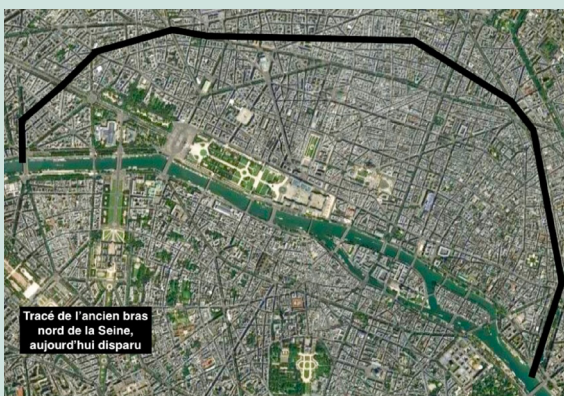 Tracé de l'ancien bras
nord de la Seine,
aujourd'hui disparu